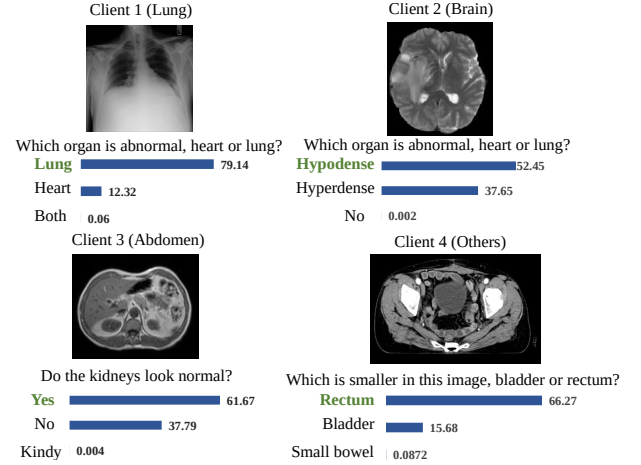 Client 1 (Lung)
Which organ is abnormal, heart or lung?
Lung 79.14
Heart 12.32
Both 0.06
Client 2 (Brain)
Which organ is abnormal, heart or lung?
Hypodense 52.45
Hyperdense 37.65
No 0.002
Client 3 (Abdomen)
Do the kidneys look normal?
Yes 61.67
No 37.79
Kindy 0.004
Client 4 (Others)
Which is smaller in this image, bladder or rectum?
Rectum 66.27
Bladder 15.68
Small bowel 0.0872